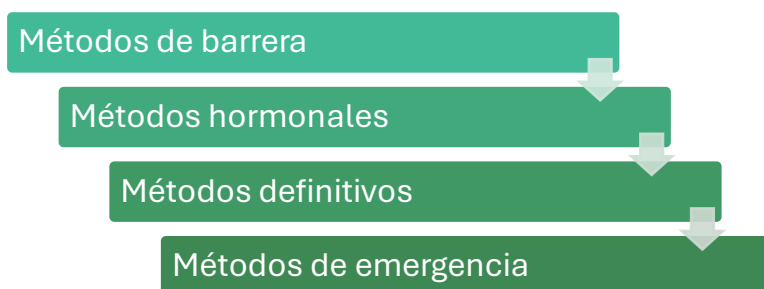 Métodos de barrera
Métodos hormonales
Métodos definitivos
Métodos de emergencia